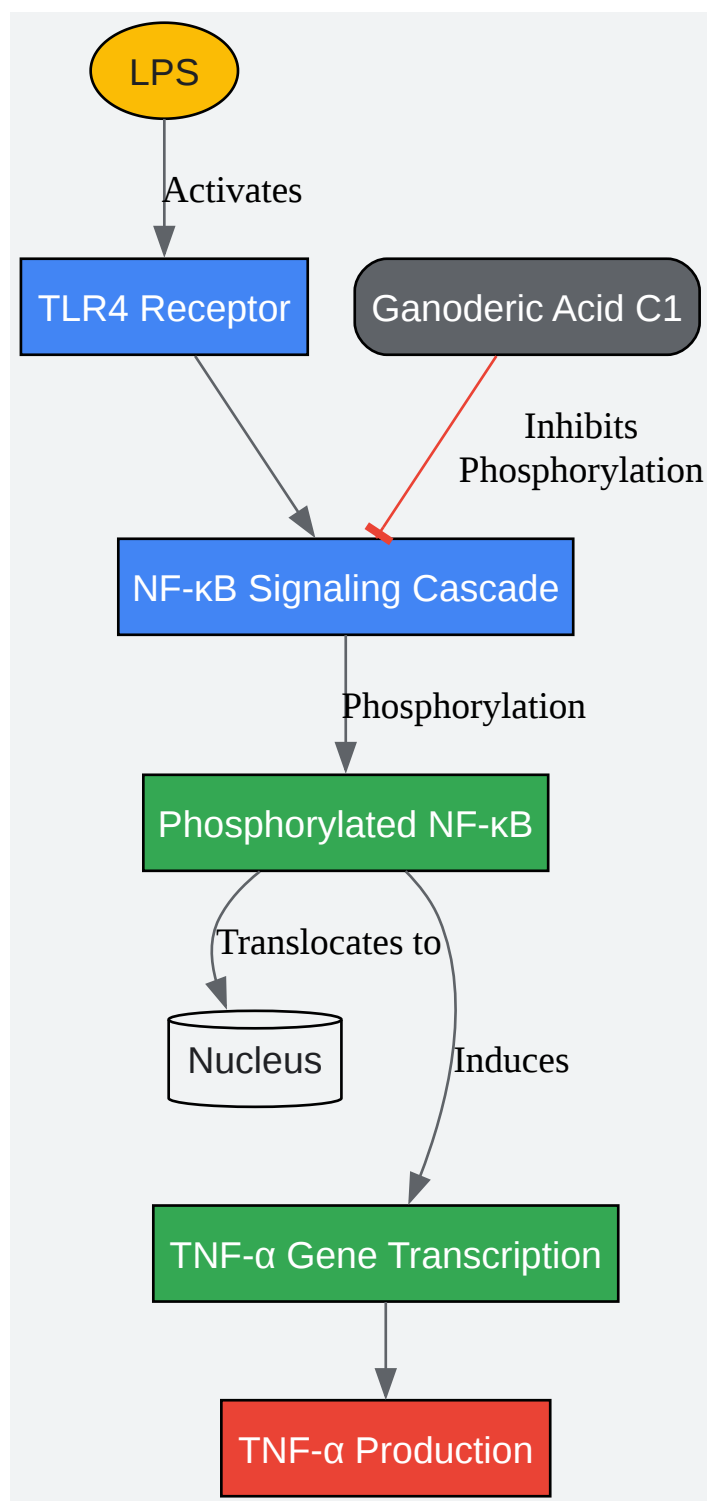 LPS
Activates
TLR4 Receptor
Ganoderic Acid C1
Inhibits
Phosphorylation
NF-κB Signaling Cascade
Phosphorylation
Phosphorylated NF-κB
Translocates to
Nucleus
Induces
TNF-α Gene Transcription
TNF-α Production